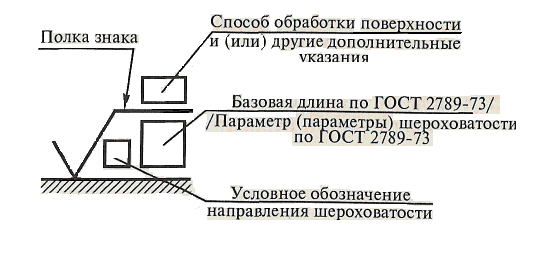 Способ обработки поверхности
и (или) другие дополнительные
указания
Полка знака
Базовая длина по ГОСТ 2789-73/
/Параметр (параметры) шероховатости
по ГОСТ 2789-73
Условное обозначение
направления шероховатости